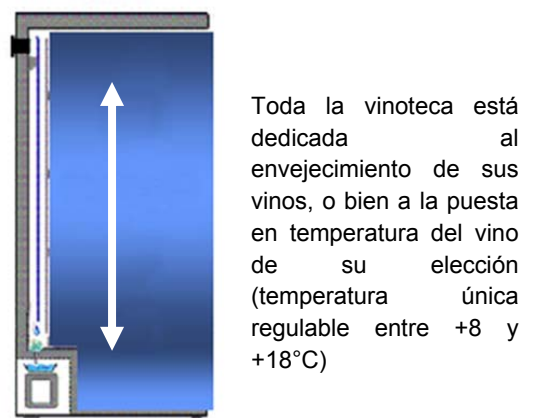 Toda la vinoteca está
dedicada al
envejecimiento de sus
vinos, o bien a la puesta
en temperatura del vino
de su elección
(temperatura única
regulable entre +8 y
+18°C)